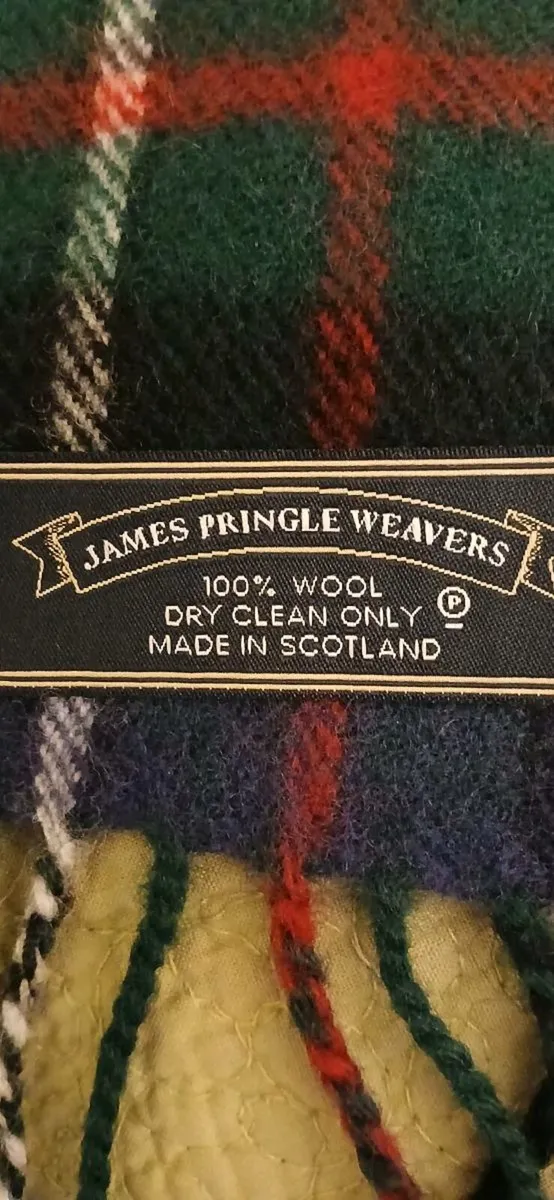 JAMES PRINGLE WEAVERS
100% WOOL
DRY CLEAN ONLY Ⓟ
MADE IN SCOTLAND